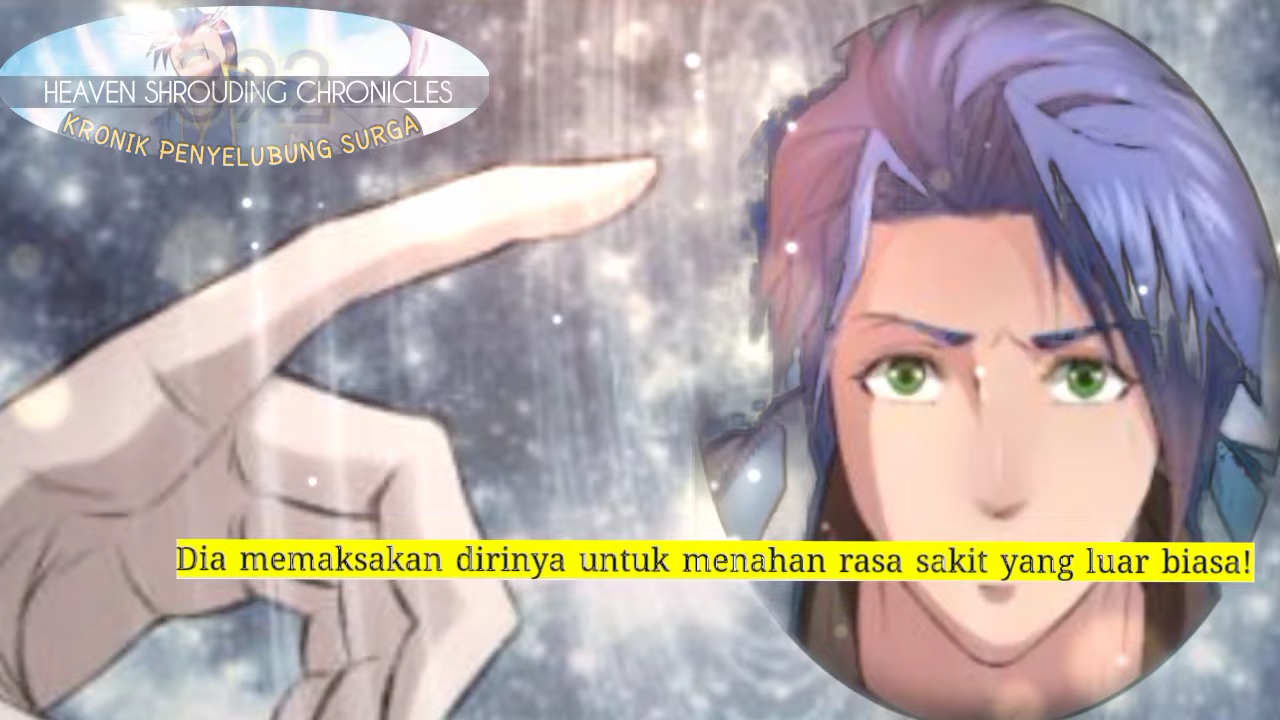 HEAVEN SHROUDING CHRONICLES
KRONIK PENYELUBUNG SURGA
Dia memaksakan dirinya untuk menahan rasa sakit yang luar biasa!